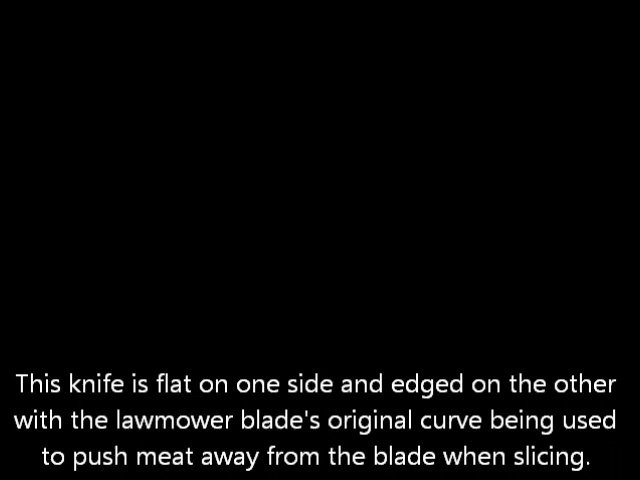 This knife is flat on one side and edged on the other
with the lawmower blade's original curve being used
to push meat away from the blade when slicing.